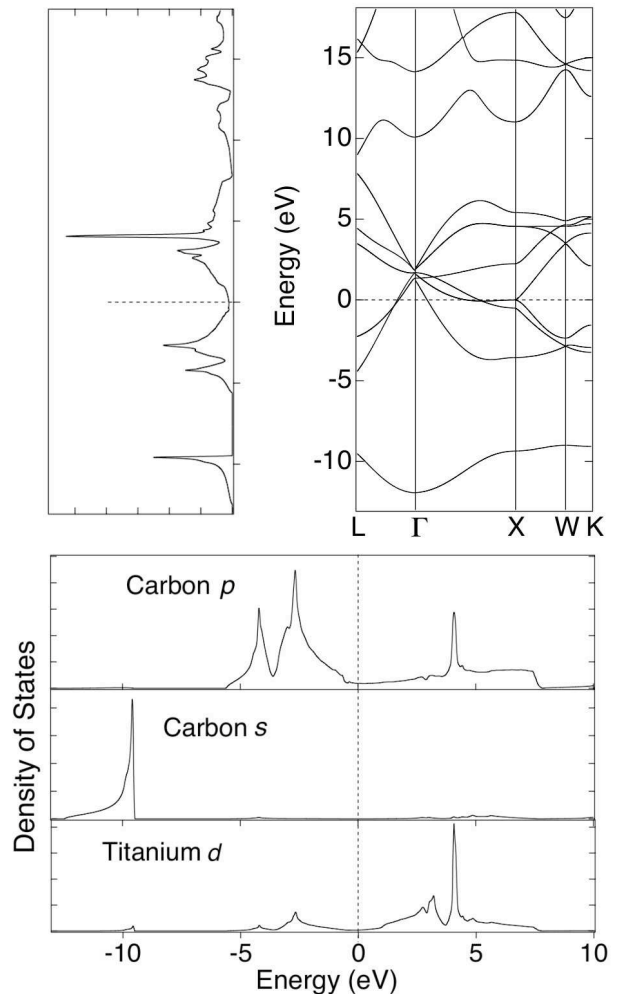 Energy (eV)
15
10
5
0
-5
-10
L Γ X W K
Density of States
Carbon p
Carbon s
Titanium d
-10 -5 0 5 10
Energy (eV)